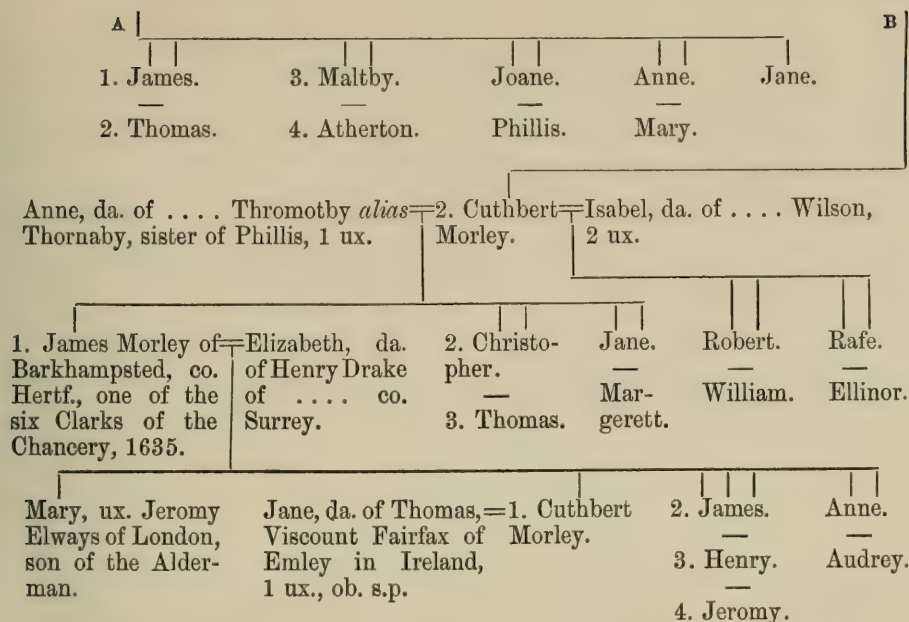 A B
1. James. 3. Maltby. Joane. Anne. Jane.
— — — —
2. Thomas. 4. Atherton. Phillis. Mary.
Anne, da. of .... Thromotby alias=2. Cuthbert=Isabel, da. of .... Wilson,
Thornaby, sister of Phillis, 1 ux. Morley. 2 ux.
1. James Morley of=Elizabeth, da. 2. Christo- Jane. Robert. Rafe.
Barkhampsted, co. of Henry Drake pher. — — —
Hertf., one of the of .... co. — Mar- William. Ellinor.
six Clarks of the Surrey. 3. Thomas. gerett.
Chancery, 1635.
Mary, ux. Jeromy Jane, da. of Thomas,=1. Cuthbert 2. James. Anne.
Elways of London, Viscount Fairfax of Morley. — —
son of the Alder- Emley in Ireland, 3. Henry. Audrey.
man. 1 ux., ob. s.p. —
4. Jeromy.